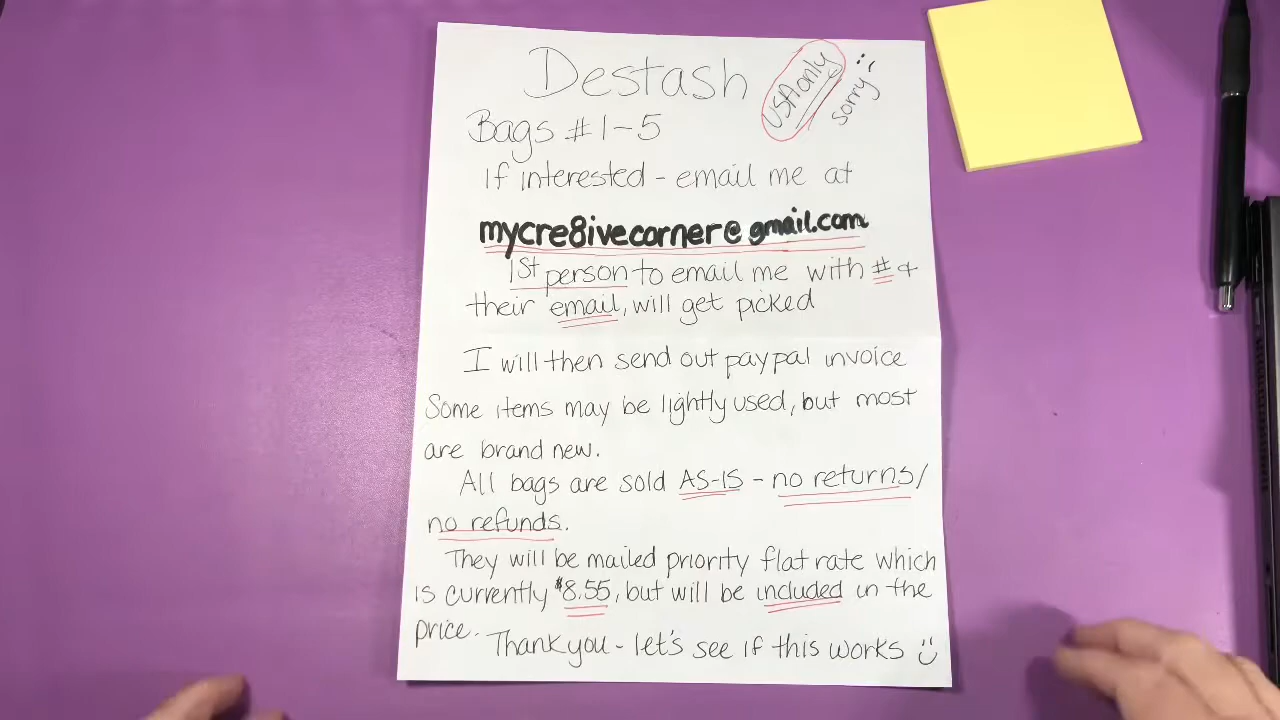 Destash
USA only
sorry
Bags #1-5
If interested - email me at
mycre8ivecorner@gmail.com
1st person to email me with # +
their email, will get picked
I will then send out paypal invoice
Some items may be lightly used, but most
are brand new.
All bags are sold AS-IS - no returns/
no refunds.
They will be mailed priority flat rate which
is currently $8.55, but will be included in the
price.
Thank you - let's see if this works